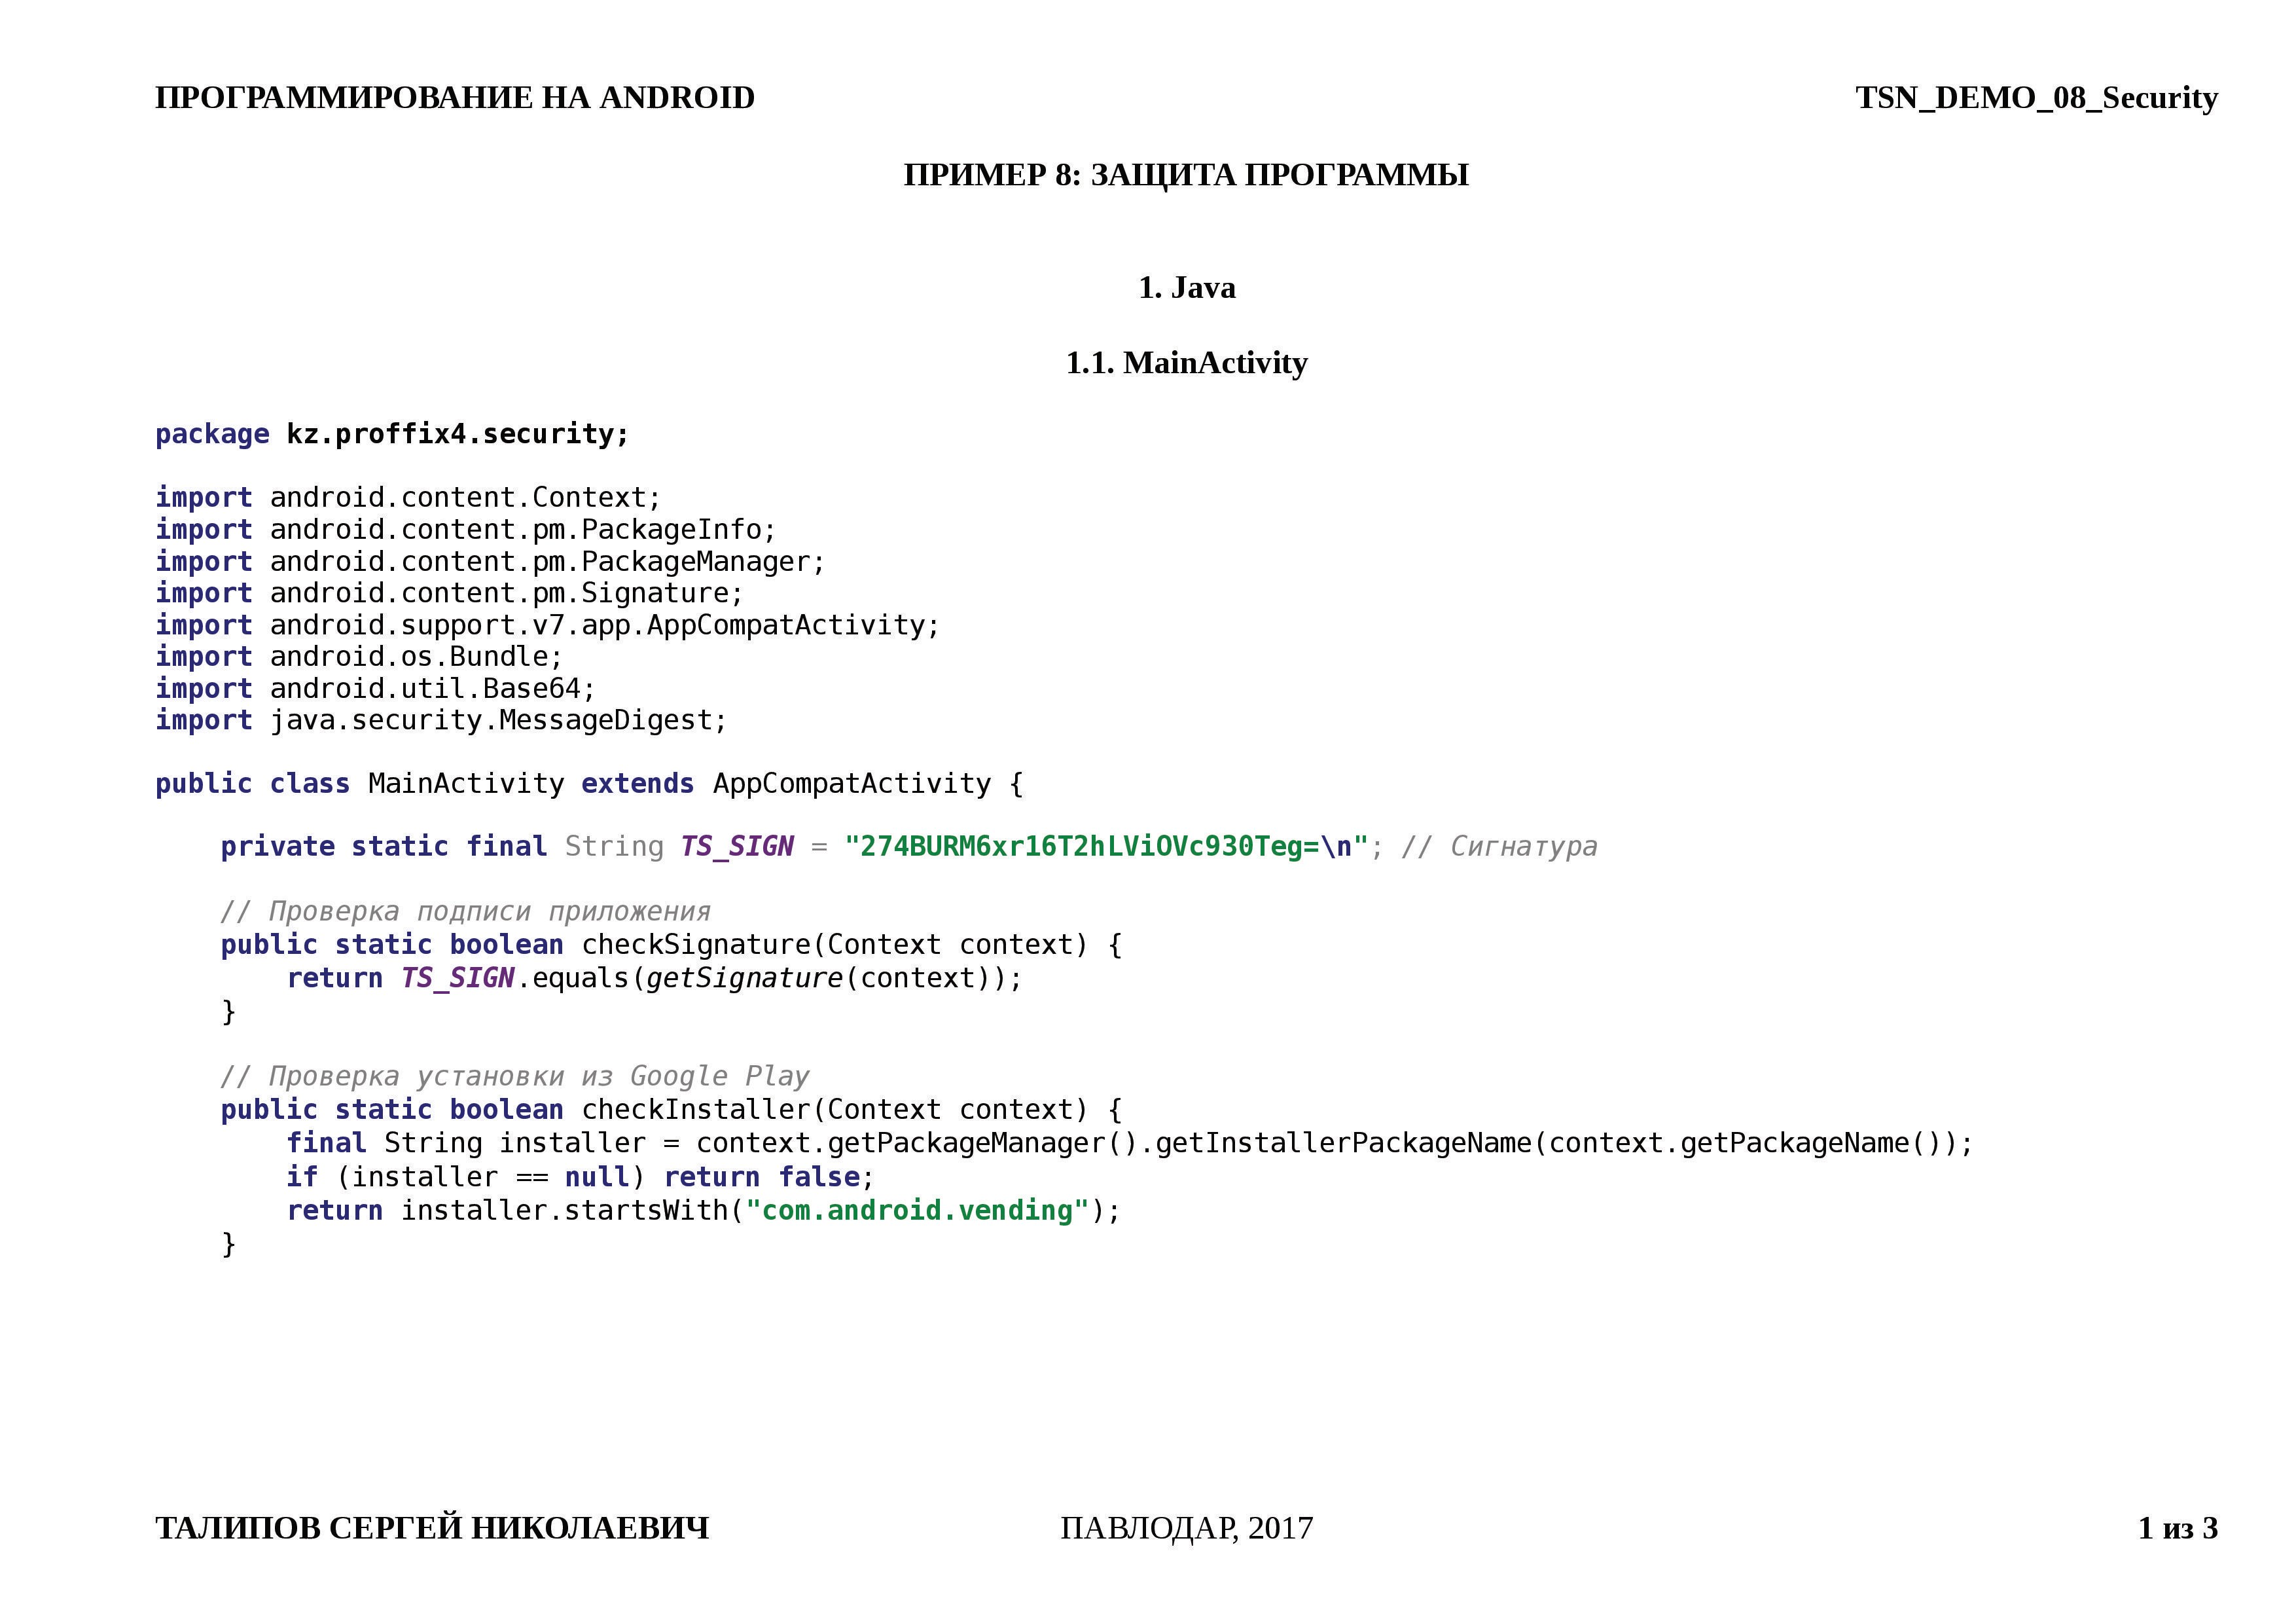 ПРОГРАММИРОВАНИЕ НА ANDROID TSN_DEMO_08_Security
ПРИМЕР 8: ЗАЩИТА ПРОГРАММЫ
1. Java
1.1. MainActivity
package kz.proffix4.security;
import android.content.Context;
import android.content.pm.PackageInfo;
import android.content.pm.PackageManager;
import android.content.pm.Signature;
import android.support.v7.app.AppCompatActivity;
import android.os.Bundle;
import android.util.Base64;
import java.security.MessageDigest;
public class MainActivity extends AppCompatActivity {
    private static final String TS_SIGN = "274BURM6xr16T2hLViOVc930Teg=\n"; // Сигнатура
    // Проверка подписи приложения
    public static boolean checkSignature(Context context) {
        return TS_SIGN.equals(getSignature(context));
    }
    // Проверка установки из Google Play
    public static boolean checkInstaller(Context context) {
        final String installer = context.getPackageManager().getInstallerPackageName(context.getPackageName());
        if (installer == null) return false;
        return installer.startsWith("com.android.vending");
    }
ТАЛИПОВ СЕРГЕЙ НИКОЛАЕВИЧ ПАВЛОДАР, 2017 1 из 3